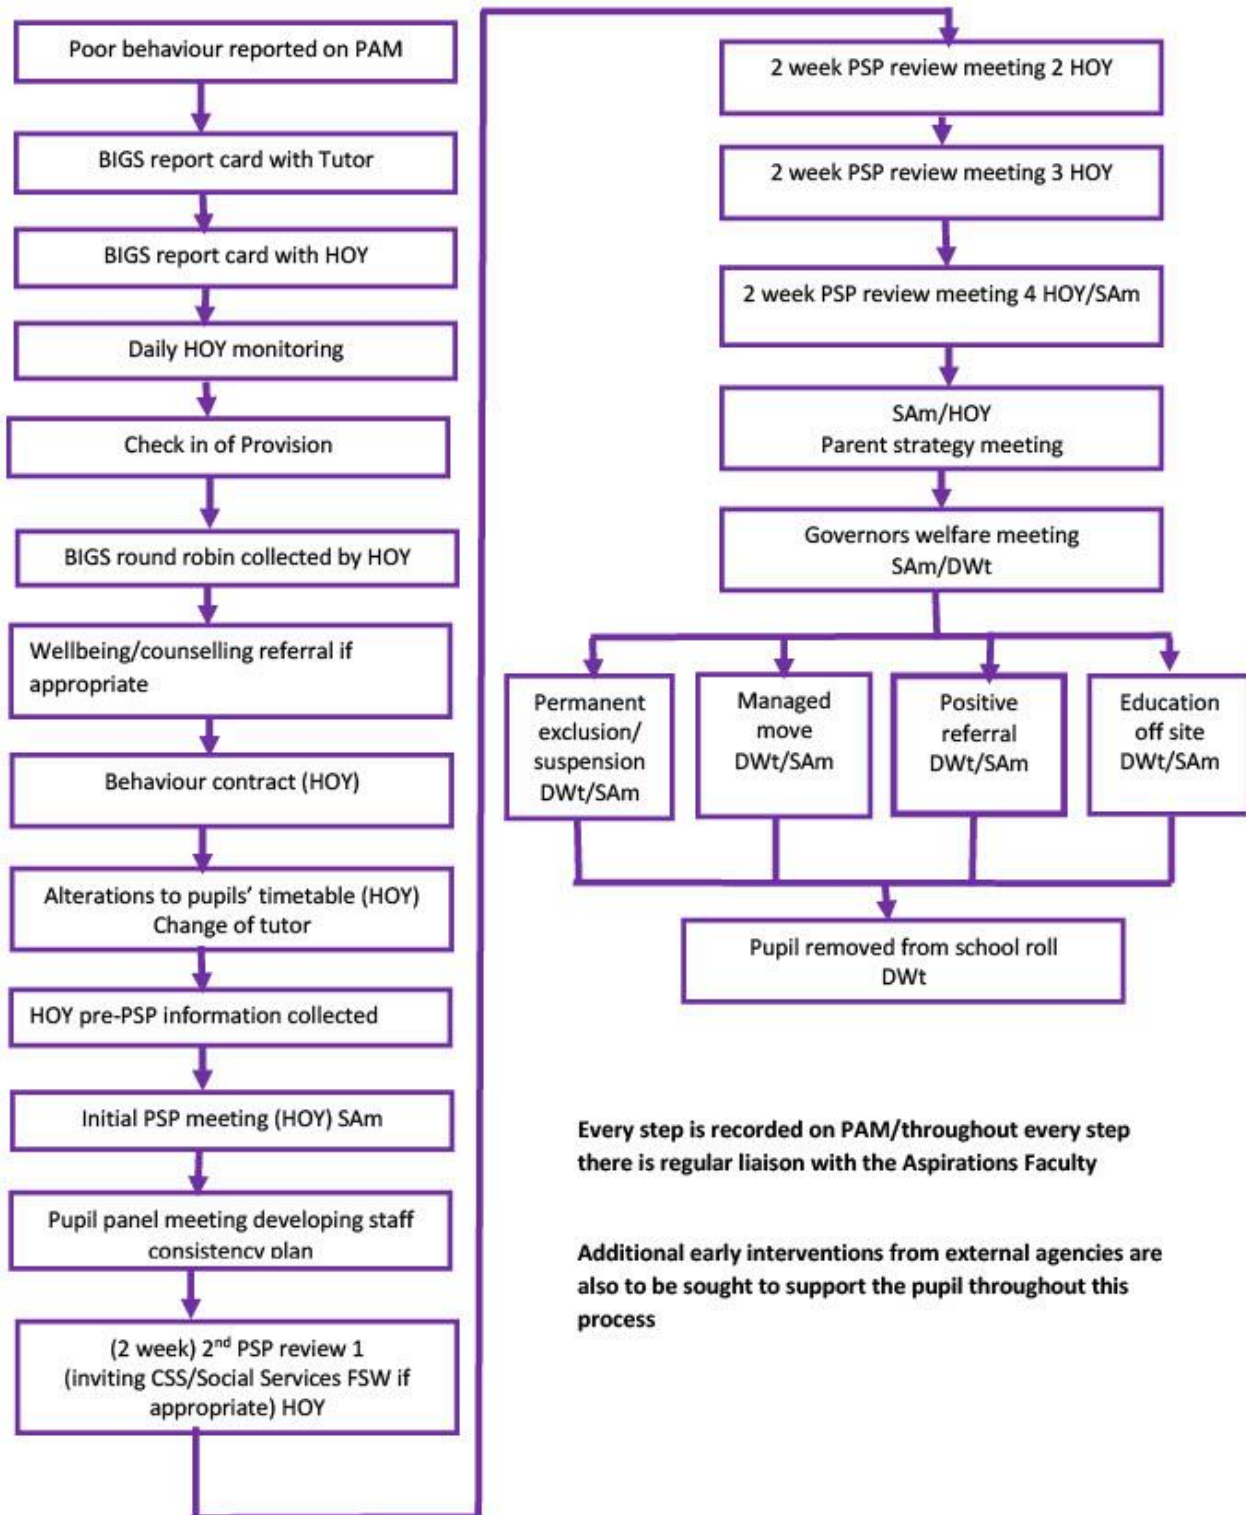 Poor behaviour reported on PAM
BIGS report card with Tutor
BIGS report card with HOY
Daily HOY monitoring
Check in of Provision
BIGS round robin collected by HOY
Wellbeing/counselling referral if
appropriate
Behaviour contract (HOY)
Alterations to pupils’ timetable (HOY)
Change of tutor
HOY pre-PSP information collected
Initial PSP meeting (HOY) SAm
Pupil panel meeting developing staff
consistency plan
(2 week) 2nd PSP review 1
(inviting CSS/Social Services FSW if
appropriate) HOY
2 week PSP review meeting 2 HOY
2 week PSP review meeting 3 HOY
2 week PSP review meeting 4 HOY/SAm
SAm/HOY
Parent strategy meeting
Governors welfare meeting
SAm/DWt
Permanent
exclusion/
suspension
DWt/SAm
Managed
move
DWt/SAm
Positive
referral
DWt/SAm
Education
off site
DWt/SAm
Pupil removed from school roll
DWt
Every step is recorded on PAM/throughout every step
there is regular liaison with the Aspirations Faculty
Additional early interventions from external agencies are
also to be sought to support the pupil throughout this
process